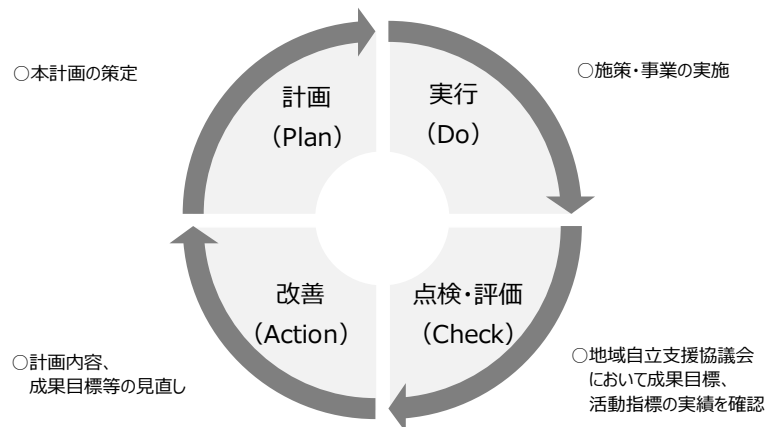 ○本計画の策定
計画
（Plan）
実行
（Do）
○施策・事業の実施
改善
（Action）
点検・評価
（Check）
○計画内容、
成果目標等の見直し
○地域自立支援協議会
において成果目標、
活動指標の実績を確認